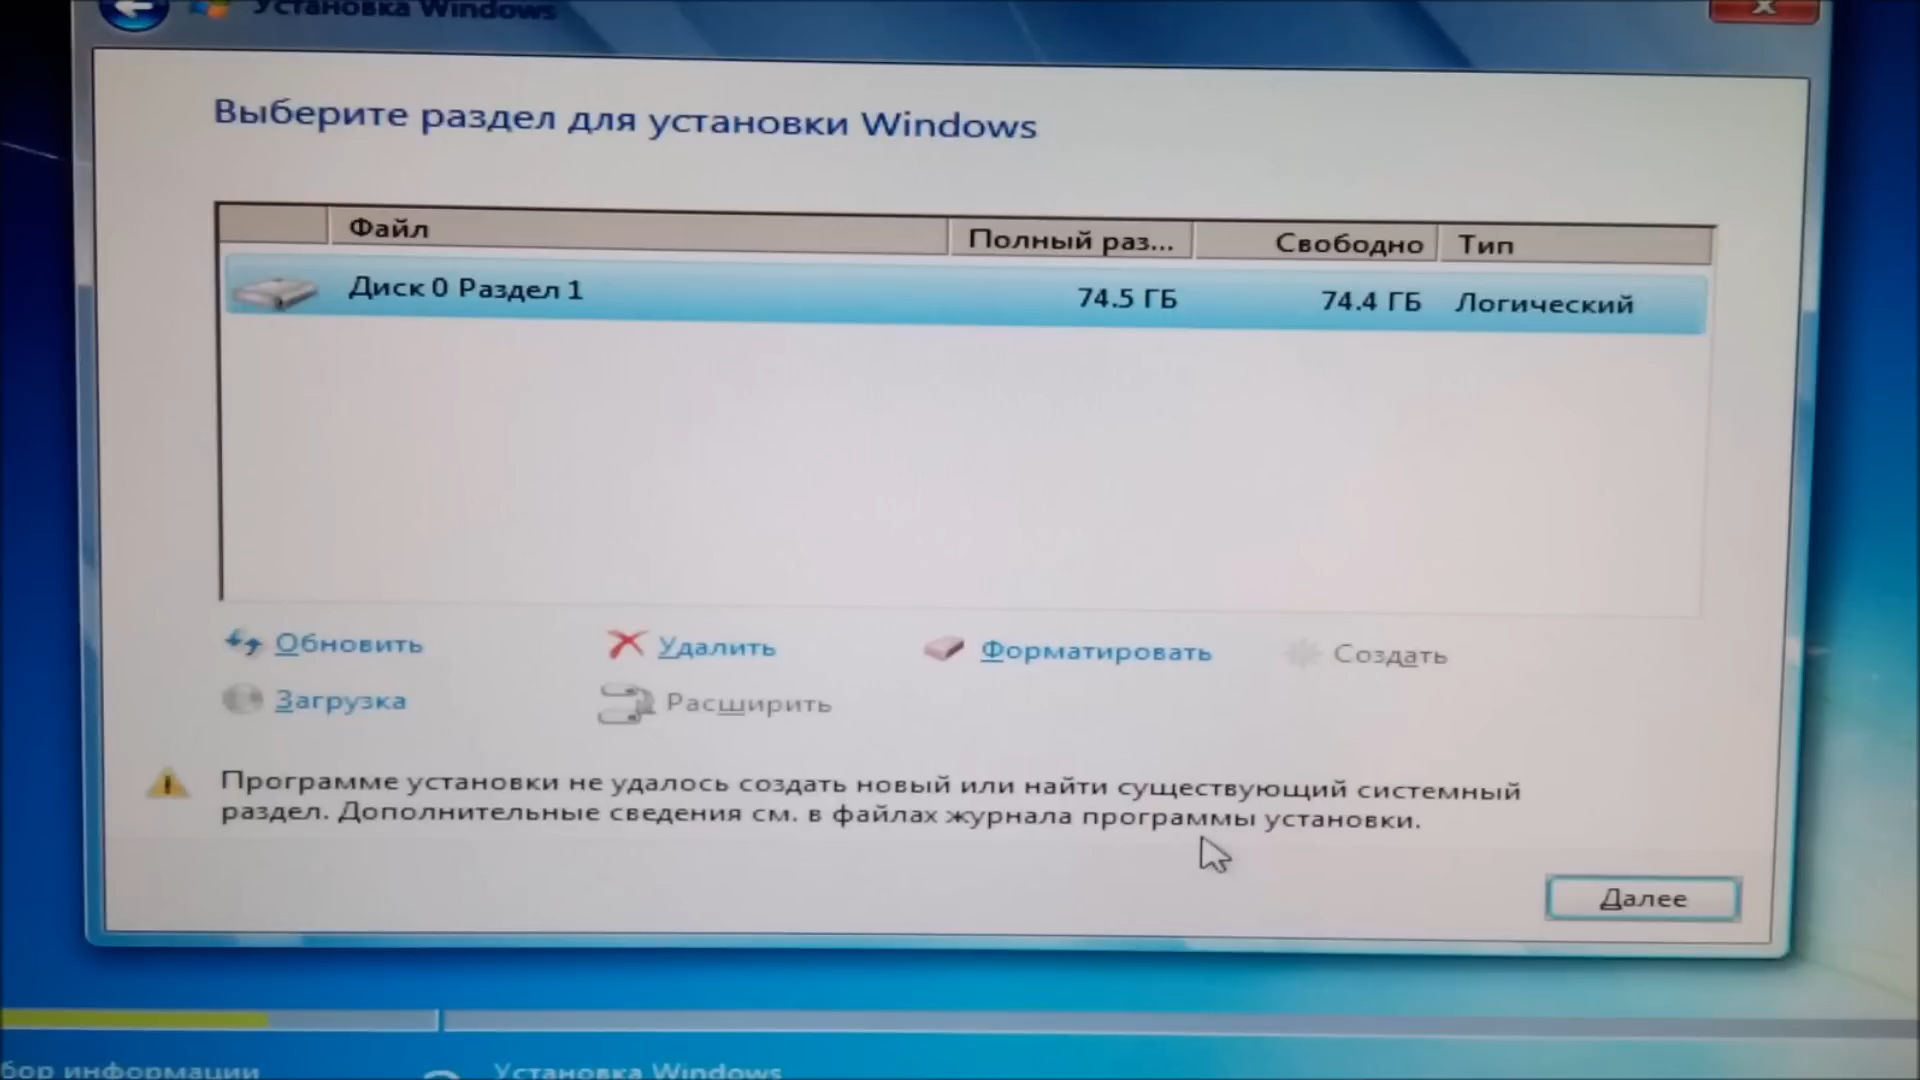 Установка Windows
Выберите раздел для установки Windows
Файл Полный раз... Свободно Тип
Диск 0 Раздел 1 74.5 ГБ 74.4 ГБ Логический
Обновить Удалить Форматировать Создать
Загрузка Расширить
Программе установки не удалось создать новый или найти существующий системный
раздел. Дополнительные сведения см. в файлах журнала программы установки.
Далее
бор информации Установка Windows